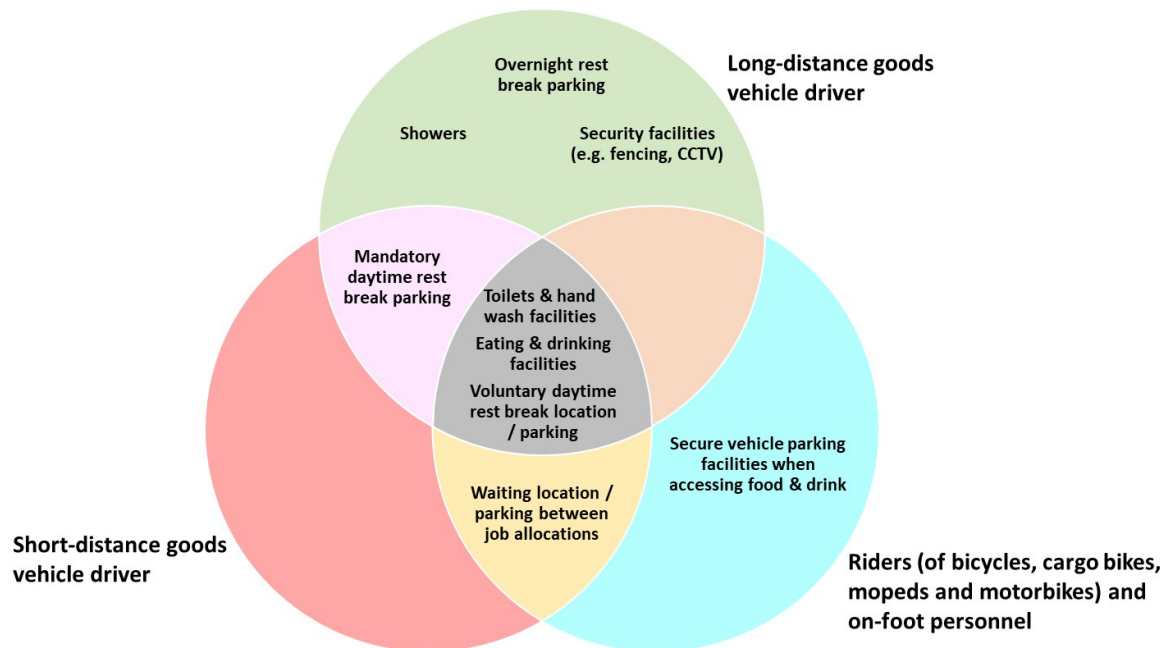 Overnight rest
break parking
Long-distance goods
vehicle driver
Showers
Security facilities
(e.g. fencing, CCTV)
Mandatory
daytime rest
break parking
Toilets & hand
wash facilities
Eating & drinking
facilities
Voluntary daytime
rest break location
/ parking
Secure vehicle parking
facilities when
accessing food & drink
Waiting location /
parking between
job allocations
Short-distance goods
vehicle driver
Riders (of bicycles, cargo bikes,
mopeds and motorbikes) and
on-foot personnel